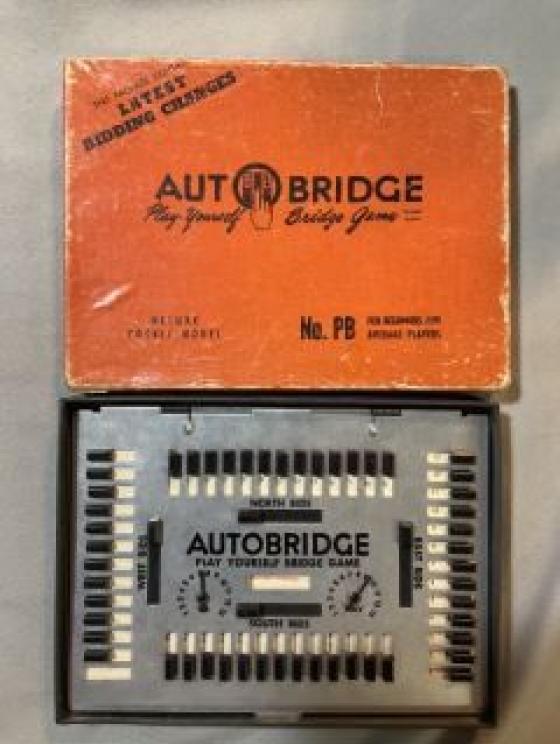 LATEST
BIDDING CHANGES
AUTOBRIDGE
Play Yourself Bridge Game
DELUXE
POCKET MODEL
No. PB
FOR BEGINNERS AND
AVERAGE PLAYERS
NORTH BIDS
WEST BIDS
EAST BIDS
AUTOBRIDGE
PLAY YOURSELF BRIDGE GAME
SOUTH BIDS